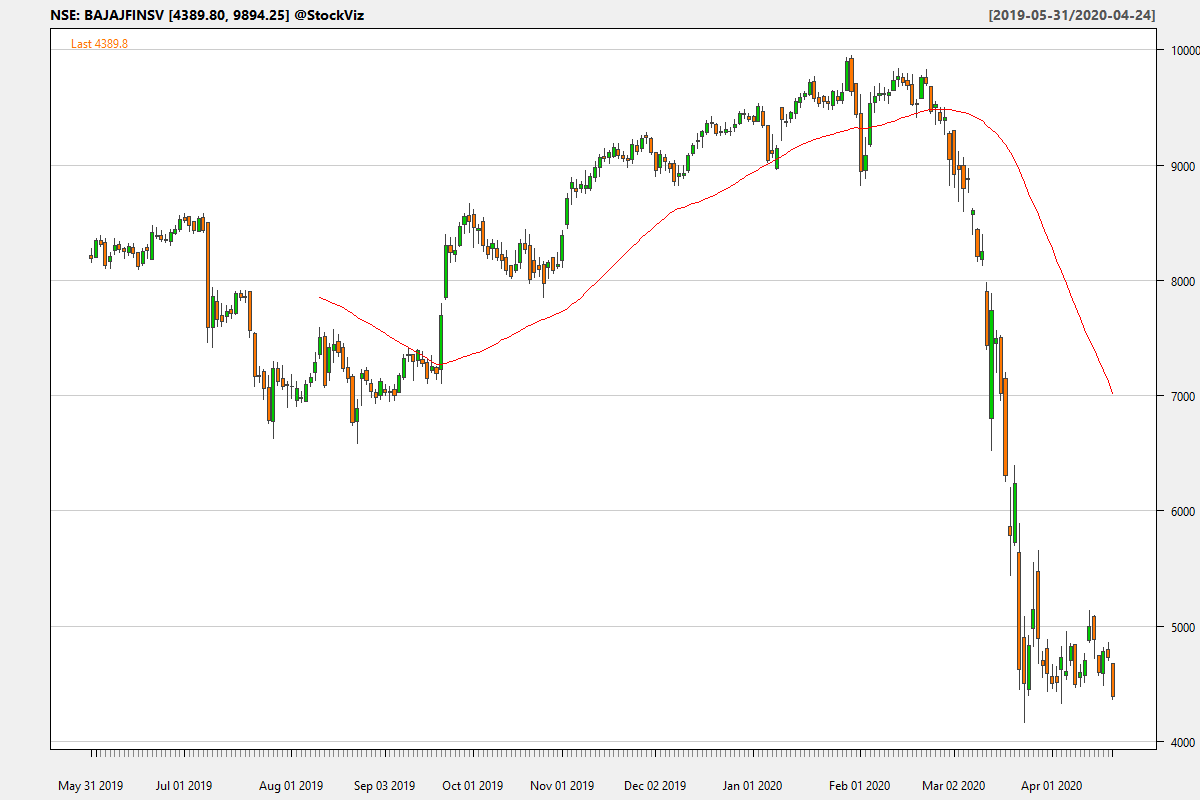 NSE: BAJAJFINSV [4389.80, 9894.25] @StockViz
[2019-05-31/2020-04-24]
Last 4389.8
10000
9000
8000
7000
6000
5000
4000
May 31 2019
Jul 01 2019
Aug 01 2019
Sep 03 2019
Oct 01 2019
Nov 01 2019
Dec 02 2019
Jan 01 2020
Feb 01 2020
Mar 02 2020
Apr 01 2020